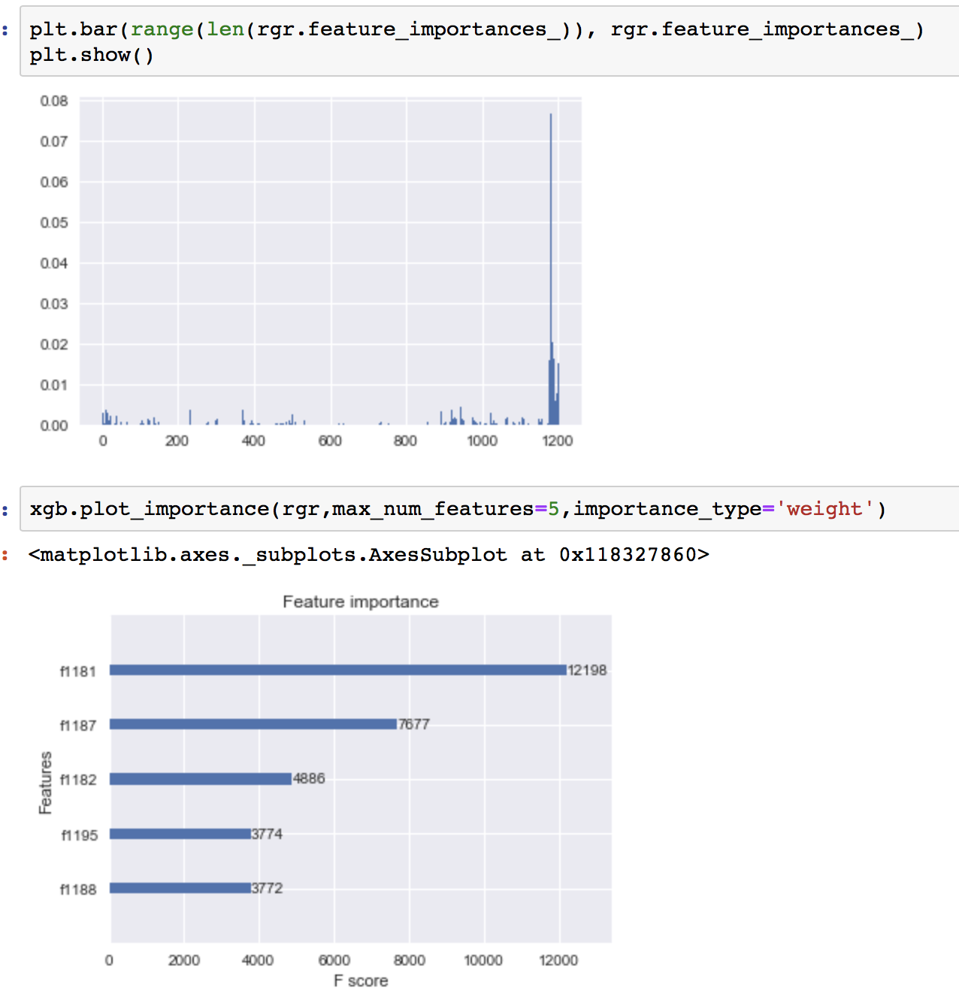 : plt.bar(range(len(rgr.feature_importances_)), rgr.feature_importances_)
plt.show()
0.08
0.07
0.06
0.05
0.04
0.03
0.02
0.01
0.00
0 200 400 600 800 1000 1200
: xgb.plot_importance(rgr,max_num_features=5,importance_type='weight')
: <matplotlib.axes._subplots.AxesSubplot at 0x118327860>
Feature importance
f1181 12198
f1187 7677
f1182 4886
f1195 3774
f1188 3772
Features
0 2000 4000 6000 8000 10000 12000
F score